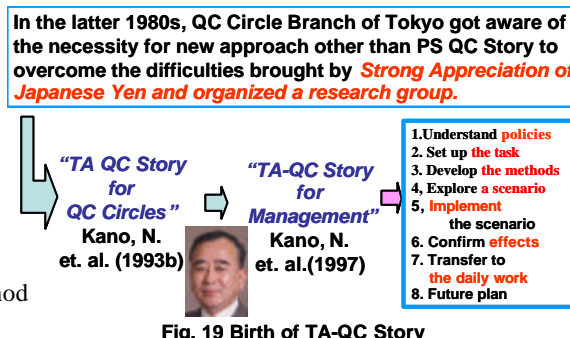 In the latter 1980s, QC Circle Branch of Tokyo got aware of
the necessity for new approach other than PS QC Story to
overcome the difficulties brought by Strong Appreciation of
Japanese Yen and organized a research group.
“TA QC Story
for
QC Circles”
Kano, N.
et. al. (1993b)
“TA-QC Story
for
Management”
Kano, N.
et. al.(1997)
1.Understand policies
2. Set up the task
3. Develop the methods
4, Explore a scenario
5, Implement
the scenario
6. Confirm effects
7. Transfer to
the daily work
8. Future plan
Fig. 19 Birth of TA-QC Story